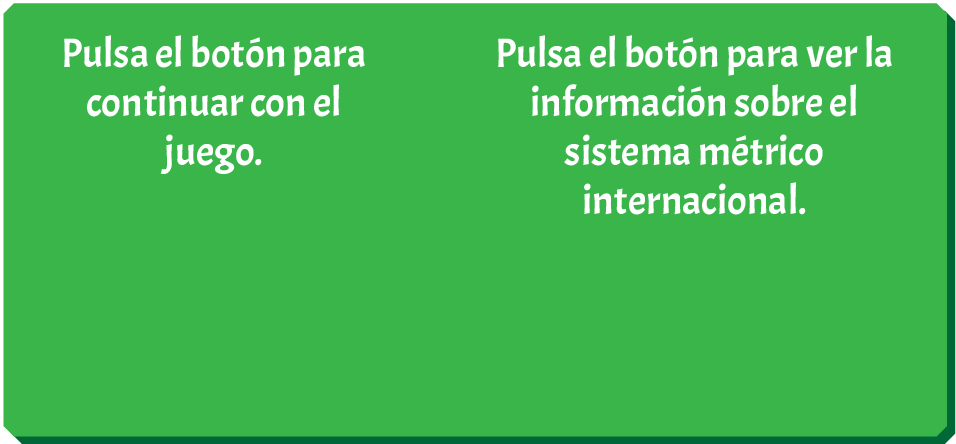 Pulsa el botón para
continuar con el
juego.
Pulsa el botón para ver la
información sobre el
sistema métrico
internacional.